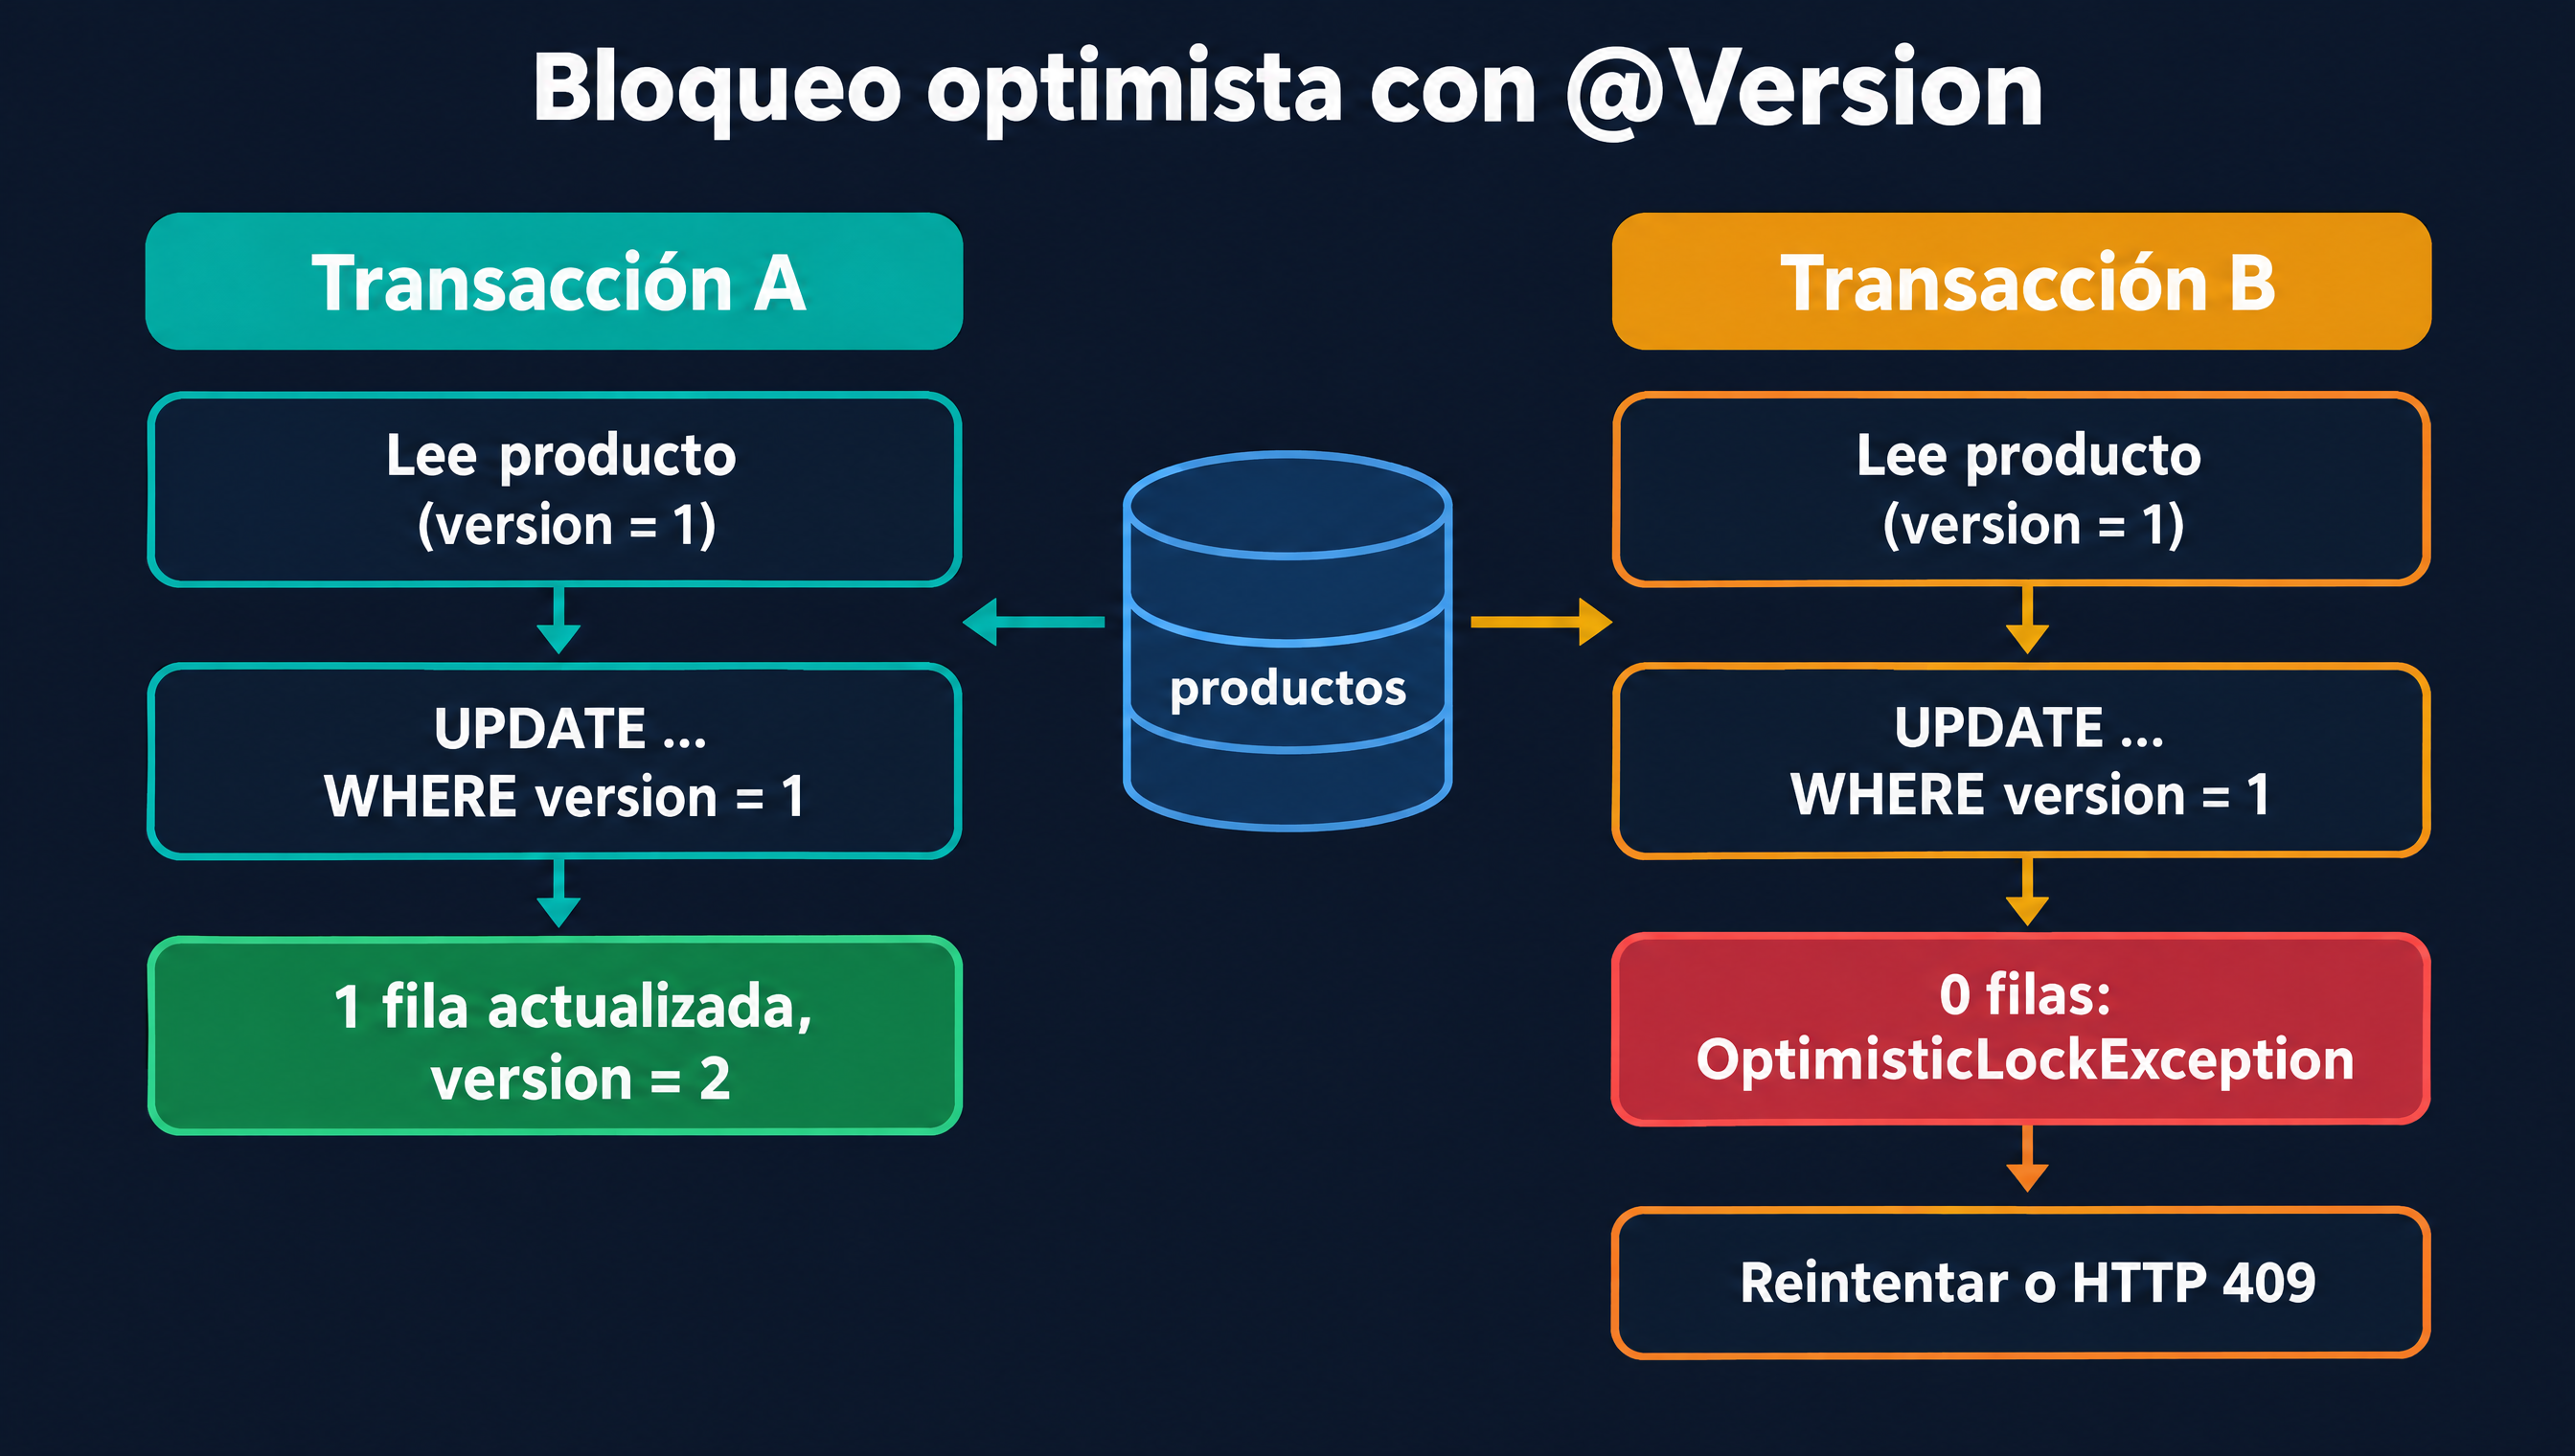 Bloqueo optimista con @Version
Transacción A
Lee producto
(version = 1)
UPDATE ...
WHERE version = 1
1 fila actualizada,
version = 2
productos
Transacción B
Lee producto
(version = 1)
UPDATE ...
WHERE version = 1
0 filas:
OptimisticLockException
Reintentar o HTTP 409